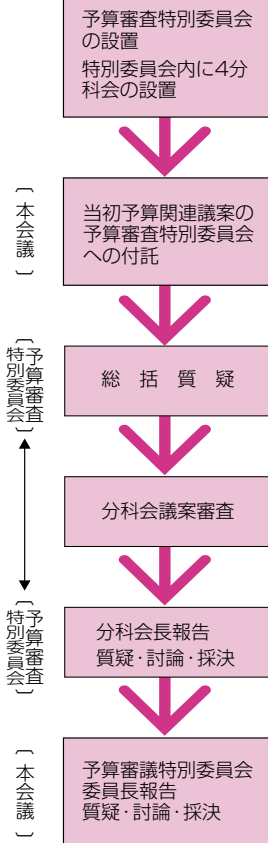 予算審査特別委員会
の設置
特別委員会内に4分
科会の設置
〔本会議〕
当初予算関連議案の
予算審査特別委員会
への付託
〔予算審査
特別委員会〕
総括質疑
分科会議案審査
〔予算審査
特別委員会〕
分科会長報告
質疑・討論・採決
〔本会議〕
予算審議特別委員会
委員長報告
質疑・討論・採決